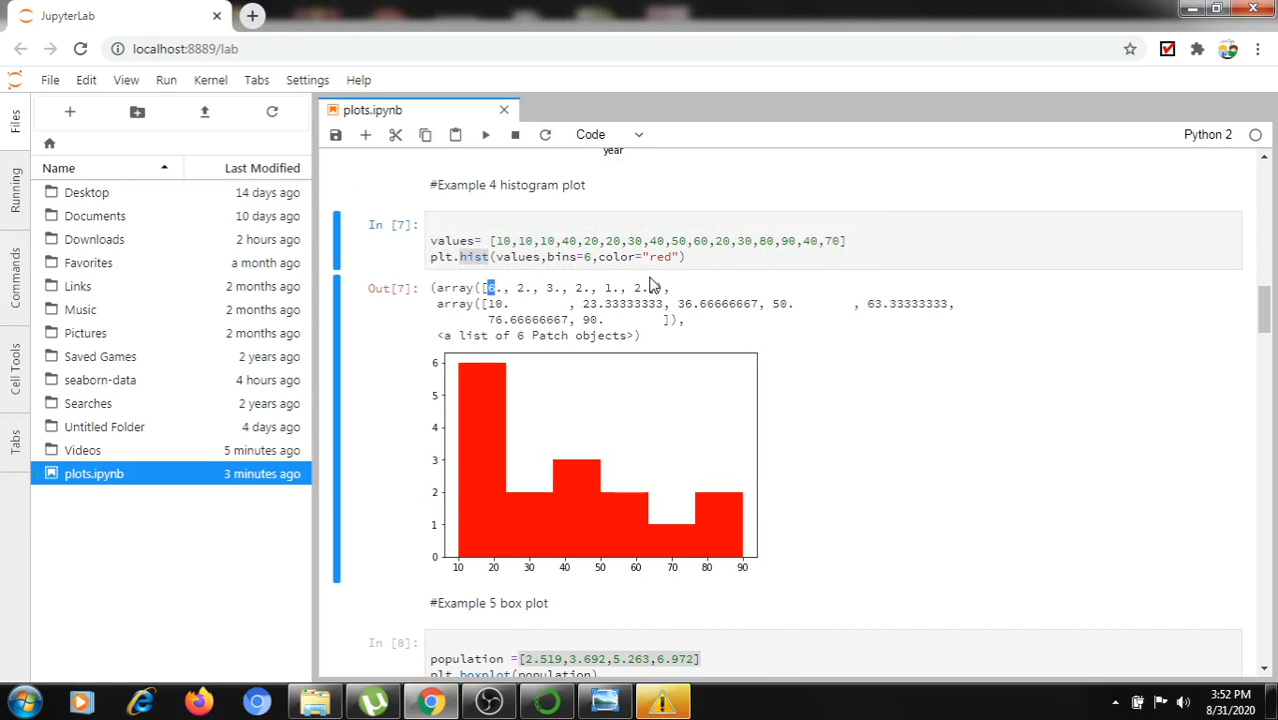 JupyterLab
localhost:8889/lab
File Edit View Run Kernel Tabs Settings Help
Files
Running
Commands
Cell Tools
Tabs
Name Last Modified
Desktop 14 days ago
Documents 10 days ago
Downloads 2 months ago
Favorites a month ago
Links 2 months ago
Music 2 months ago
Pictures 2 months ago
Saved Games 2 years ago
seaborn-data 4 hours ago
Searches 2 years ago
Untitled Folder 4 days ago
Videos 5 minutes ago
plots.ipynb 3 minutes ago
plots.ipynb
Code
Python 2
year
#Example 4 histogram plot
In [7]:
values= [10,10,10,40,20,20,30,40,50,60,20,30,80,90,40,70]
plt.hist(values,bins=6,color="red")
Out[7]:
(array([6., 2., 3., 2., 1., 2.
array([10. , 23.33333333, 36.66666667, 50. , 63.33333333,
76.66666667, 90. ]),
<a list of 6 Patch objects>)
6
5
4
3
2
1
0
10 20 30 40 50 60 70 80 90
#Example 5 box plot
In [8]
population =[2.519,3.692,5.263,6.972]
plt.boxplot(population)
3:52 PM
8/31/2020